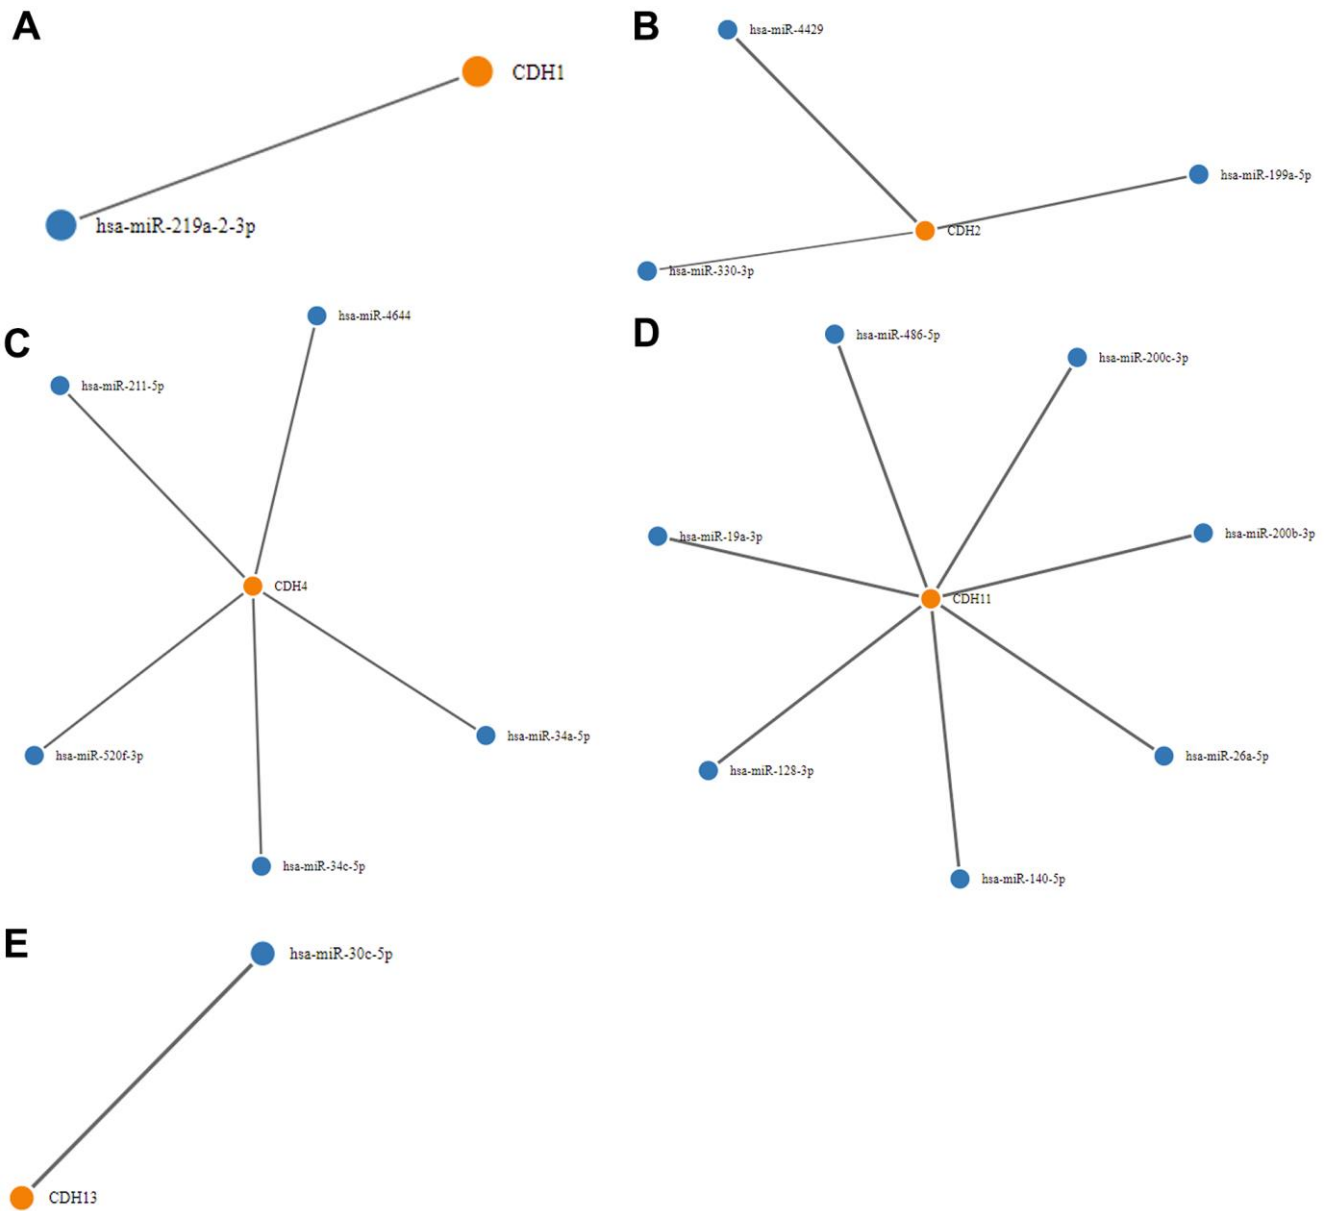 A
CDH1
hsa-miR-219a-2-3p
B
hsa-miR-4429
hsa-miR-199a-5p
CDH2
hsa-miR-330-3p
C
hsa-miR-4644
hsa-miR-211-5p
CDH4
hsa-miR-34a-5p
hsa-miR-520f-3p
hsa-miR-34c-5p
D
hsa-miR-486-5p
hsa-miR-200c-3p
hsa-miR-19a-3p
hsa-miR-200b-3p
CDH11
hsa-miR-26a-5p
hsa-miR-128-3p
hsa-miR-140-5p
E
hsa-miR-30c-5p
CDH13